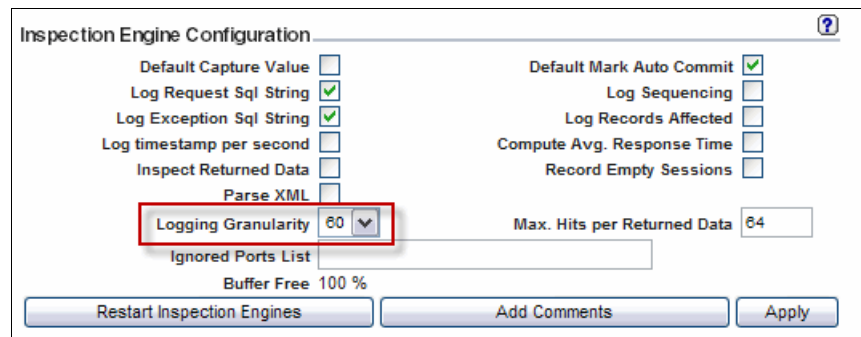 Inspection Engine Configuration ?
Default Capture Value Default Mark Auto Commit
Log Request Sql String Log Sequencing
Log Exception Sql String Log Records Affected
Log timestamp per second Compute Avg. Response Time
Inspect Returned Data Record Empty Sessions
Parse XML
Logging Granularity 60 Max. Hits per Returned Data 64
Ignored Ports List
Buffer Free 100 %
Restart Inspection Engines Add Comments Apply